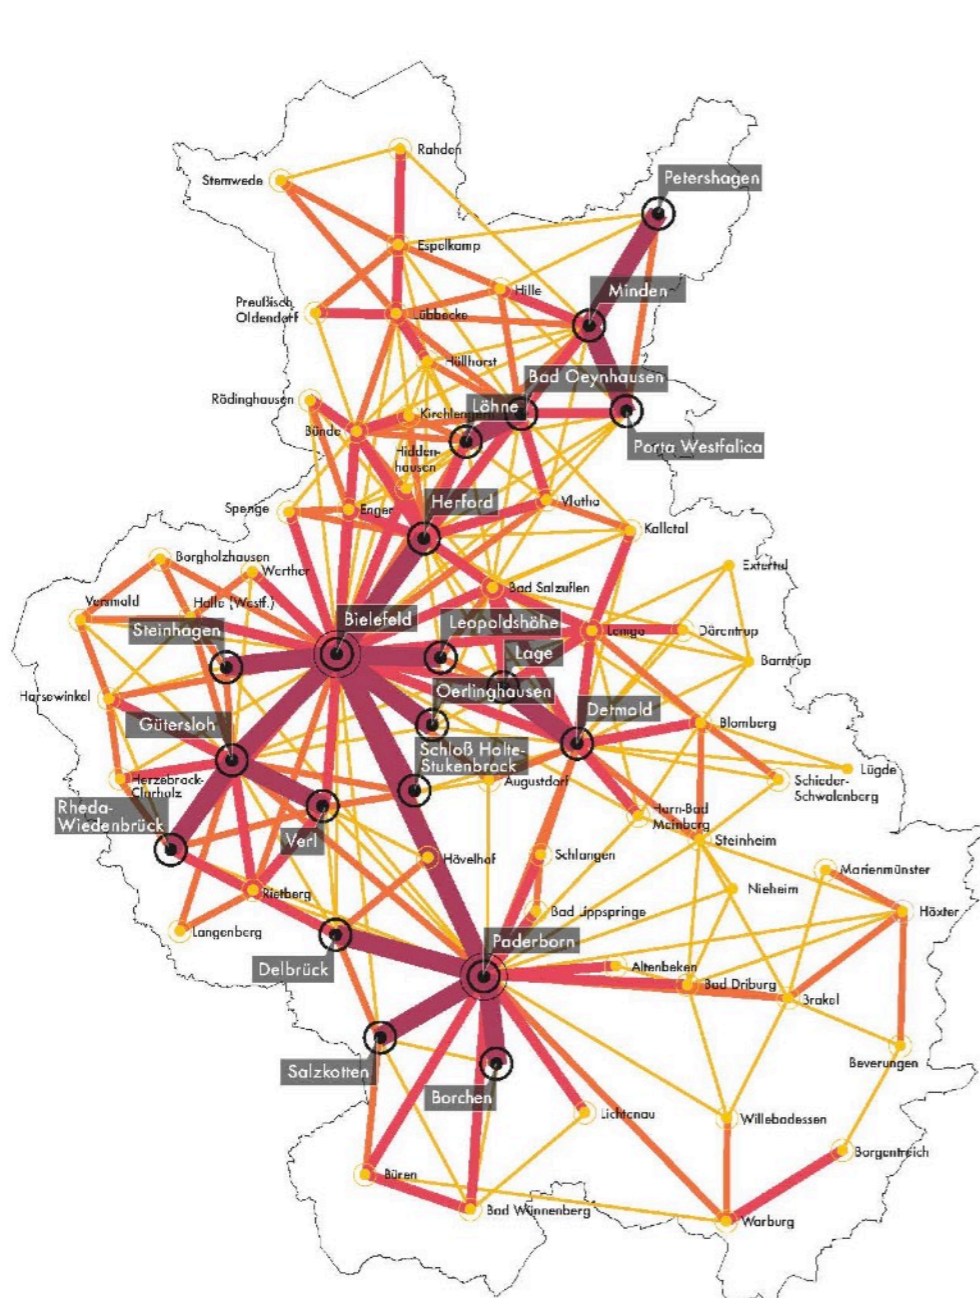 Rahden
Stemwede
Petershagen
Espelkamp
Hille
Minden
Preußisch
Oldendorf
Lübbecke
Hüllhorst
Bad Oeynhausen
Rödinghausen
Kirchlengern
Löhne
Bünde
Hidden-
hausen
Porta Westfalica
Spenge
Enger
Herford
Vlotho
Kalletal
Borgholzhausen
Werther
Bad Salzuflen
Extertal
Versmold
Halle (Westf.)
Steinhagen
Bielefeld
Leopoldshöhe
Lemgo
Dörentrup
Lage
Barntrup
Harsewinkel
Oerlinghausen
Detmold
Blomberg
Gütersloh
Schloß Holte-
Stukenbrock
Augustdorf
Lügde
Herzebrock-
Clarholz
Schieder-
Schwalenberg
Rheda-
Wiedenbrück
Horn-Bad
Meinberg
Verl
Steinheim
Hövelhof
Schlangen
Marienmünster
Rietberg
Nieheim
Langenberg
Bad Lippspringe
Höxter
Delbrück
Paderborn
Altenbeken
Bad Driburg
Brakel
Salzkotten
Beverungen
Borchen
Lichtenau
Willebadessen
Borgentreich
Büren
Bad Wünnenberg
Warburg